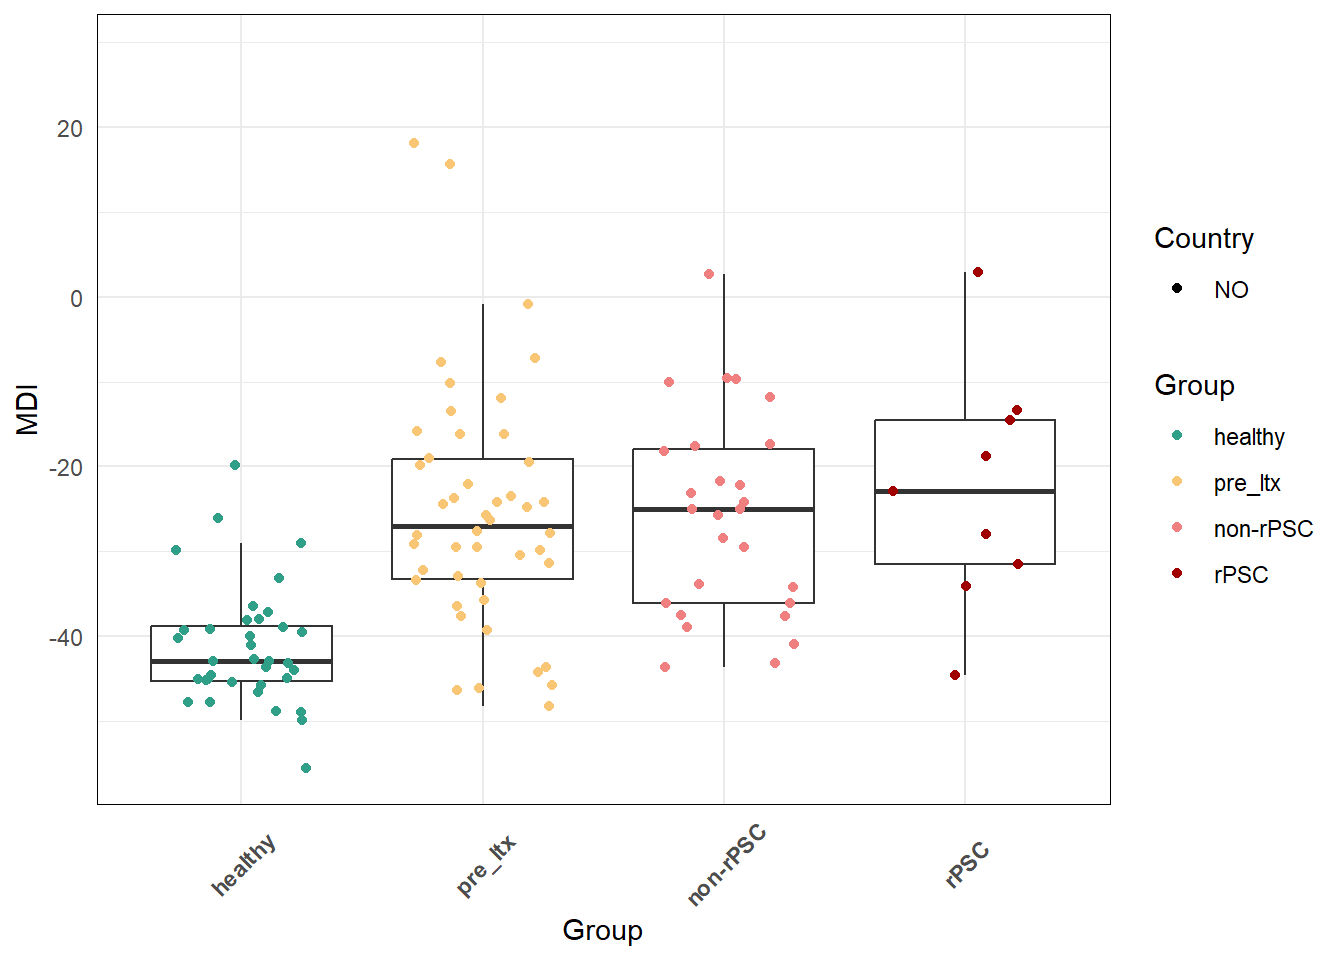 MDI
20
0
-20
-40
healthy
pre_ltx
non-rPSC
rPSC
Group
Country
NO
Group
healthy
pre_ltx
non-rPSC
rPSC